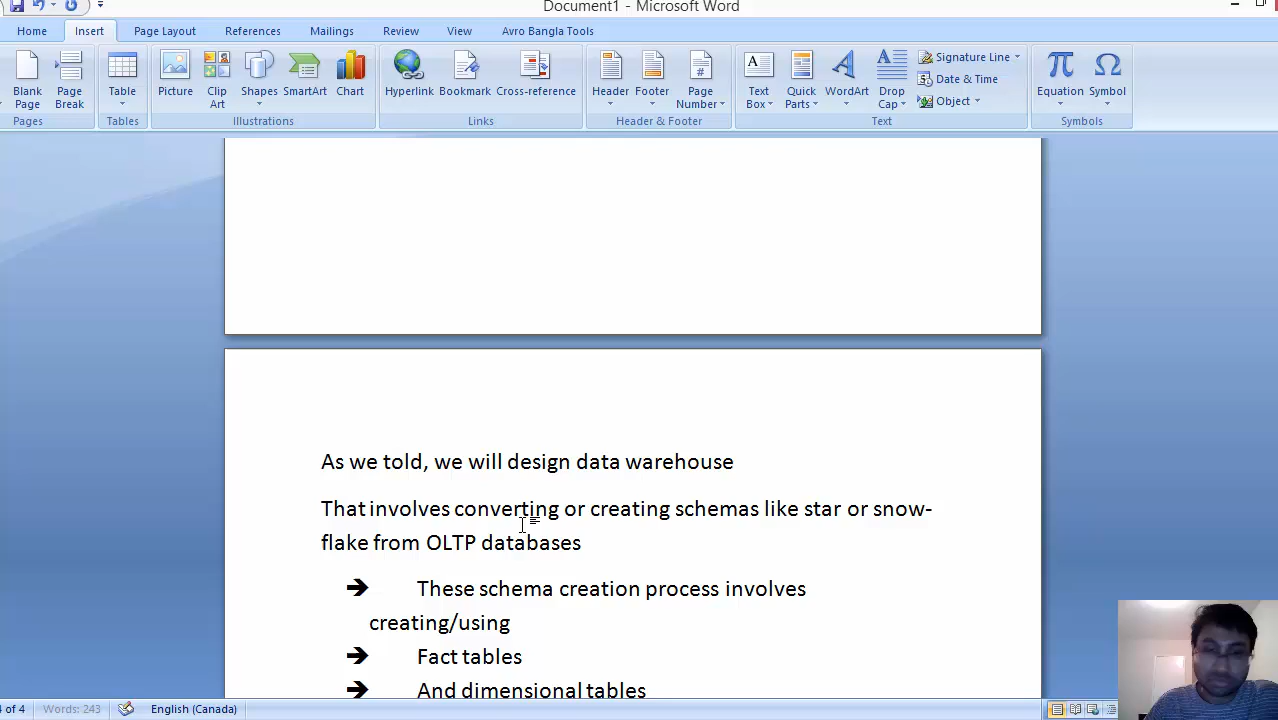 Document1 - Microsoft Word
Home Insert Page Layout References Mailings Review View Avro Bangla Tools
Blank Page
Page Break
Table
Picture
Clip Art
Shapes
SmartArt
Chart
Hyperlink
Bookmark
Cross-reference
Header
Footer
Page Number
Text Box
Quick Parts
WordArt
Drop Cap
Signature Line
Date & Time
Object
Equation
Symbol
Pages Tables Illustrations Links Header & Footer Text Symbols
As we told, we will design data warehouse
That involves converting or creating schemas like star or snow-
flake from OLTP databases
➔ These schema creation process involves
creating/using
➔ Fact tables
➔ And dimensional tables
4 of 4 Words: 243 English (Canada)